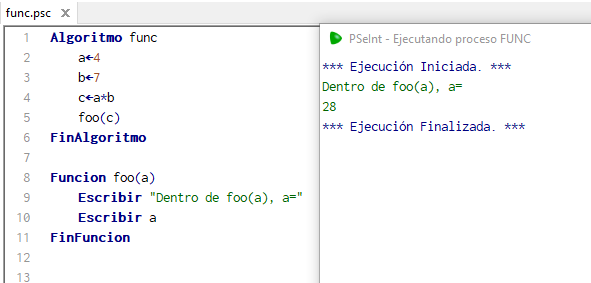 func.psc
1 Algoritmo func
2 a←4
3 b←7
4 c←a*b
5 foo(c)
6 FinAlgoritmo
7
8 Funcion foo(a)
9 Escribir "Dentro de foo(a), a="
10 Escribir a
11 FinFuncion
12
13
PSeInt - Ejecutando proceso FUNC
*** Ejecución Iniciada. ***
Dentro de foo(a), a=
28
*** Ejecución Finalizada. ***